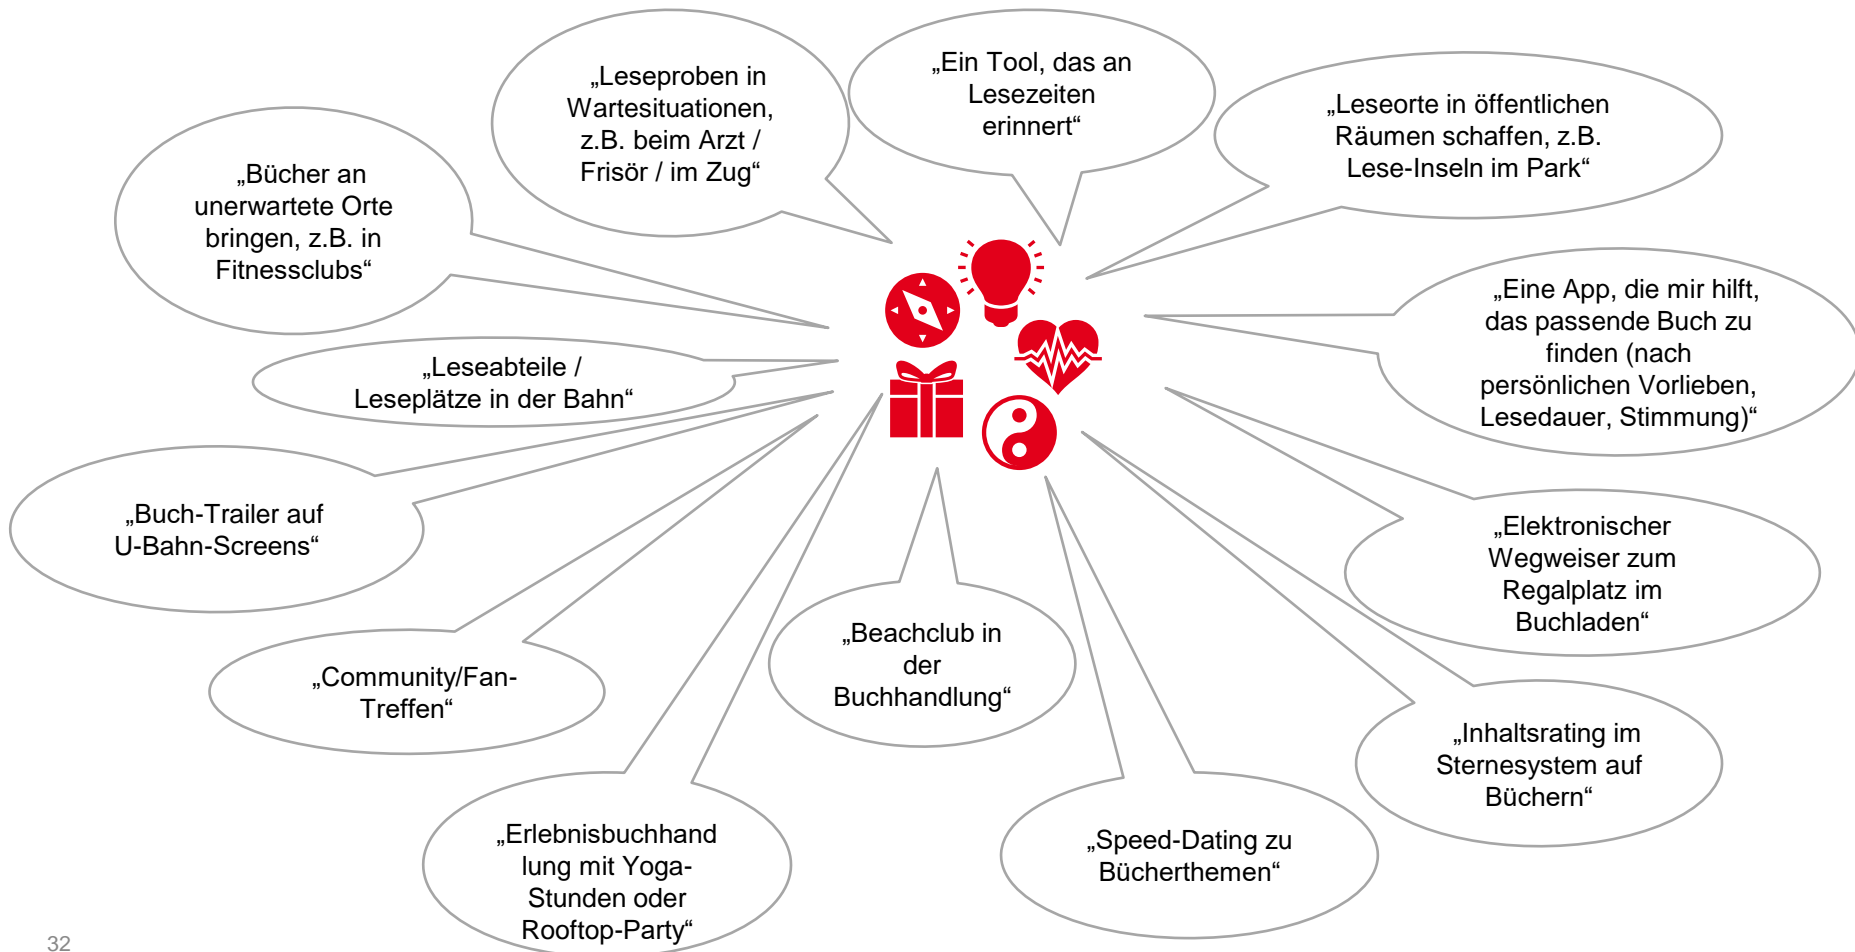 „Leseproben in
Wartesituationen,
z.B. beim Arzt /
Frisör / im Zug“
„Ein Tool, das an
Lesezeiten
erinnert“
„Leseorte in öffentlichen
Räumen schaffen, z.B.
Lese-Inseln im Park“
„Bücher an
unerwartete Orte
bringen, z.B. in
Fitnessclubs“
„Eine App, die mir hilft,
das passende Buch zu
finden (nach
persönlichen Vorlieben,
Lesedauer, Stimmung)“
„Leseabteile /
Leseplätze in der Bahn“
„Buch-Trailer auf
U-Bahn-Screens“
„Elektronischer
Wegweiser zum
Regalplatz im
Buchladen“
„Community/Fan-
Treffen“
„Beachclub in
der
Buchhandlung“
„Inhaltsrating im
Sternesystem auf
Büchern“
„Erlebnisbuchhand
lung mit Yoga-
Stunden oder
Rooftop-Party“
„Speed-Dating zu
Bücherthemen“
32